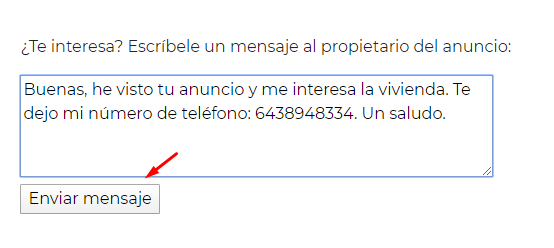 ¿Te interesa? Escríbele un mensaje al propietario del anuncio:
Buenas, he visto tu anuncio y me interesa la vivienda. Te
dejo mi número de teléfono: 6438948334. Un saludo.
Enviar mensaje